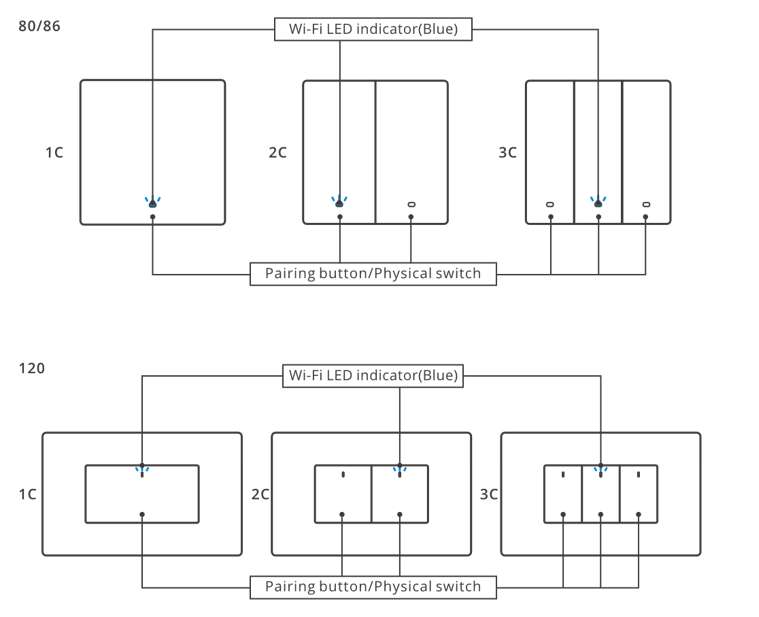 80/86
Wi-Fi LED indicator(Blue)
1C
2C
3C
Pairing button/Physical switch
120
Wi-Fi LED indicator(Blue)
1C
2C
3C
Pairing button/Physical switch